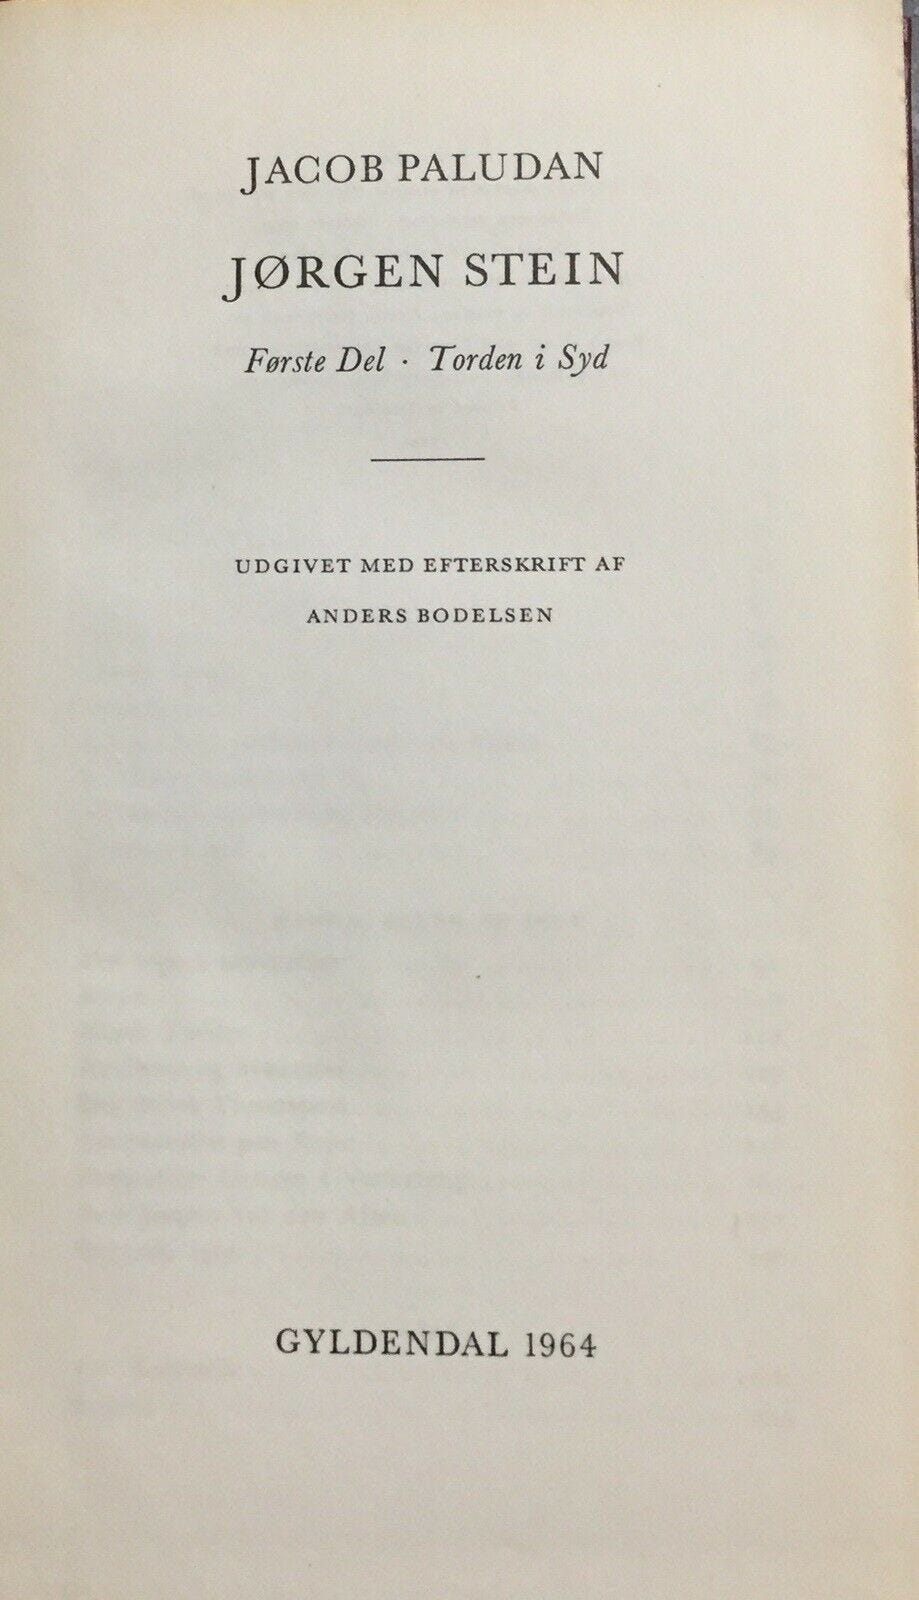 JACOB PALUDAN
JØRGEN STEIN
Første Del · Torden i Syd
UDGIVET MED EFTERSKRIFT AF
ANDERS BODELSEN
GYLDENDAL 1964